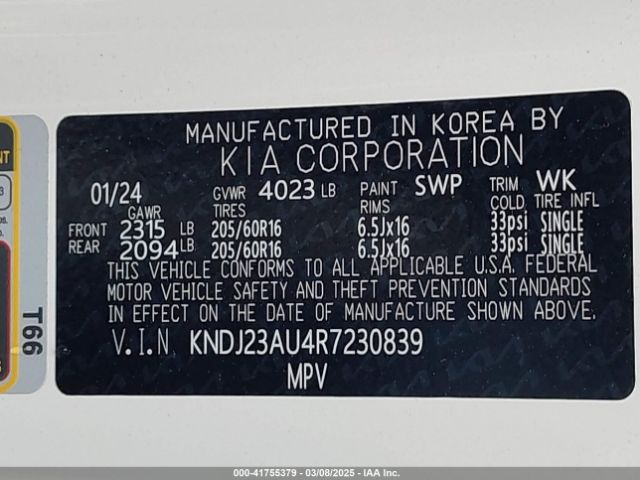 MANUFACTURED IN KOREA BY
KIA CORPORATION
01/24 GVWR 4023 LB PAINT SWP TRIM WK
GAWR TIRES RIMS COLD TIRE INFL
FRONT 2315 LB 205/60R16 6.5Jx16 33psi SINGLE
REAR 2094 LB 205/60R16 6.5Jx16 33psi SINGLE
THIS VEHICLE CONFORMS TO ALL APPLICABLE U.S.A. FEDERAL
MOTOR VEHICLE SAFETY AND THEFT PREVENTION STANDARDS
IN EFFECT ON THE DATE OF MANUFACTURE SHOWN ABOVE.
V.I.N KNDJ23AU4R7230839
MPV
T66
000-41755379 - 03/08/2025 - IAA Inc.